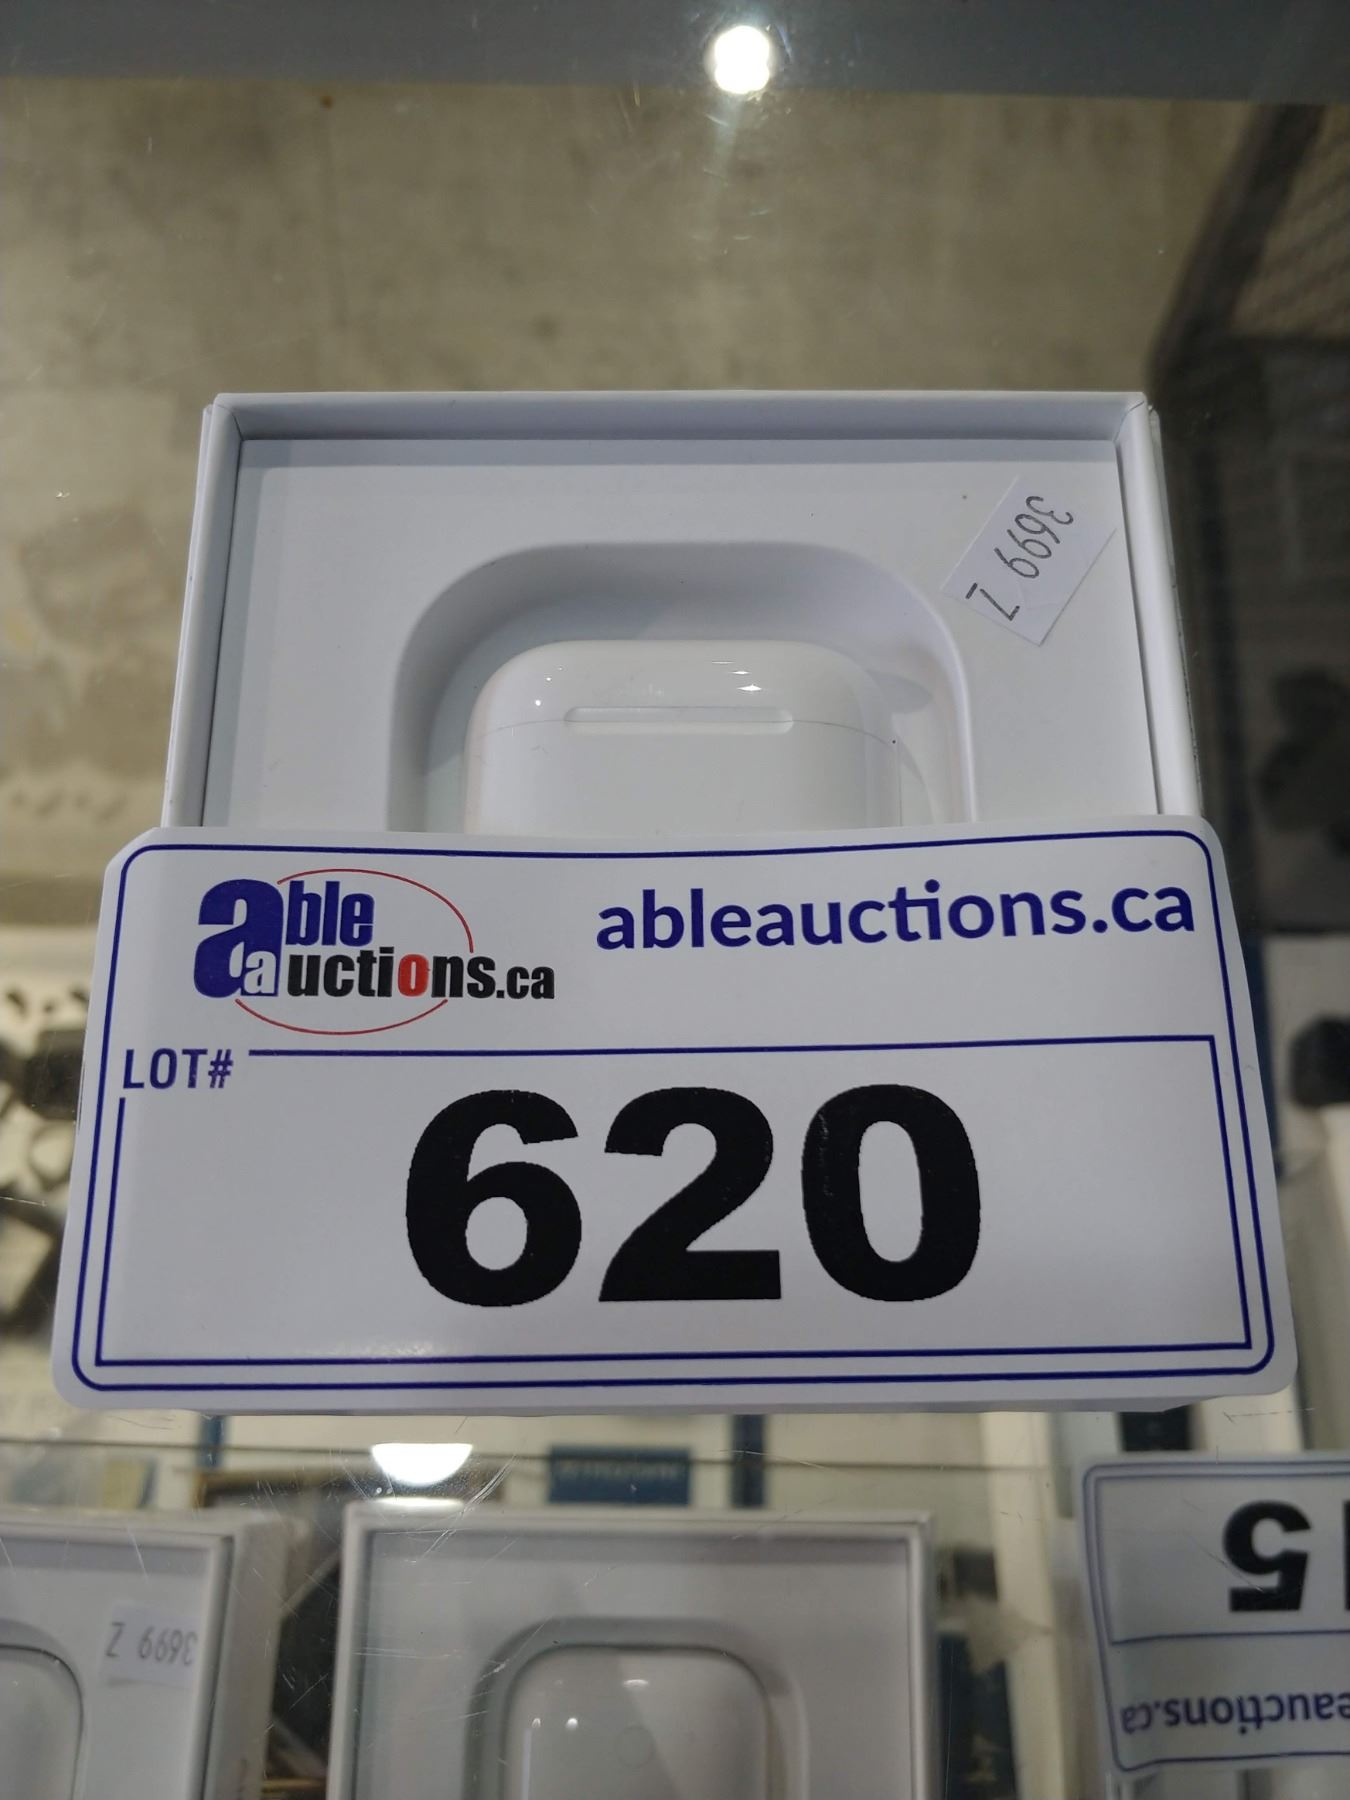 3699 Z
able
auctions.ca
ableauctions.ca
LOT#
620
3699 Z
15
eauctions.ca